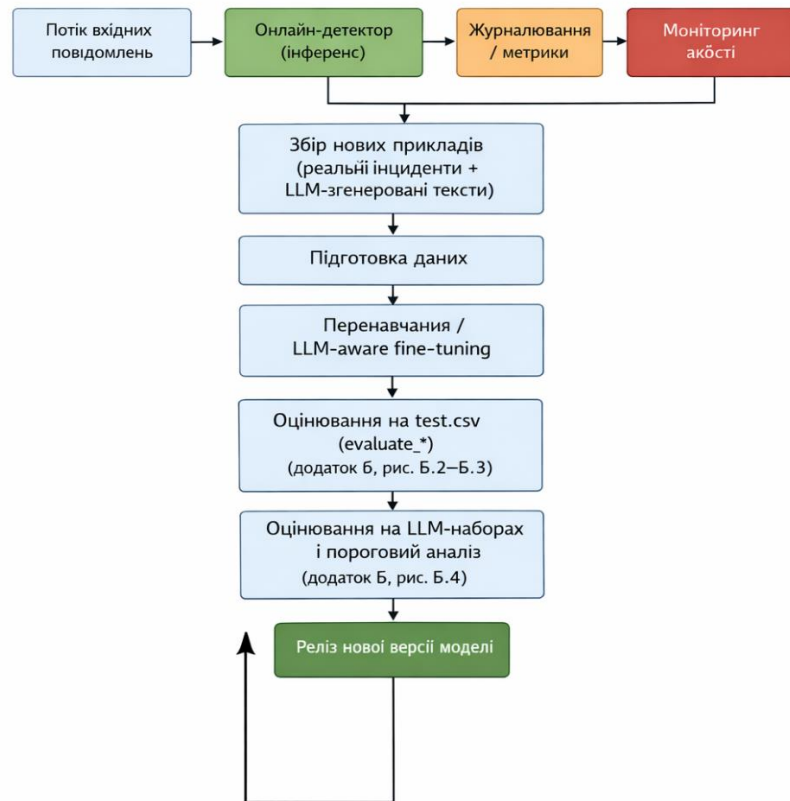 Потік вхідних
повідомлень
Онлайн-детектор
(інференс)
Журналювання
/ метрики
Моніторинг
акості
Збір нових прикладів
(реальні інциденти +
LLM-згенеровані тексти)
Підготовка даних
Перенавчання /
LLM-aware fine-tuning
Оцінювання на test.csv
(evaluate_*)
(додаток Б, рис. Б.2–Б.3)
Оцінювання на LLM-наборах
і пороговий аналіз
(додаток Б, рис. Б.4)
Реліз нової версії моделі